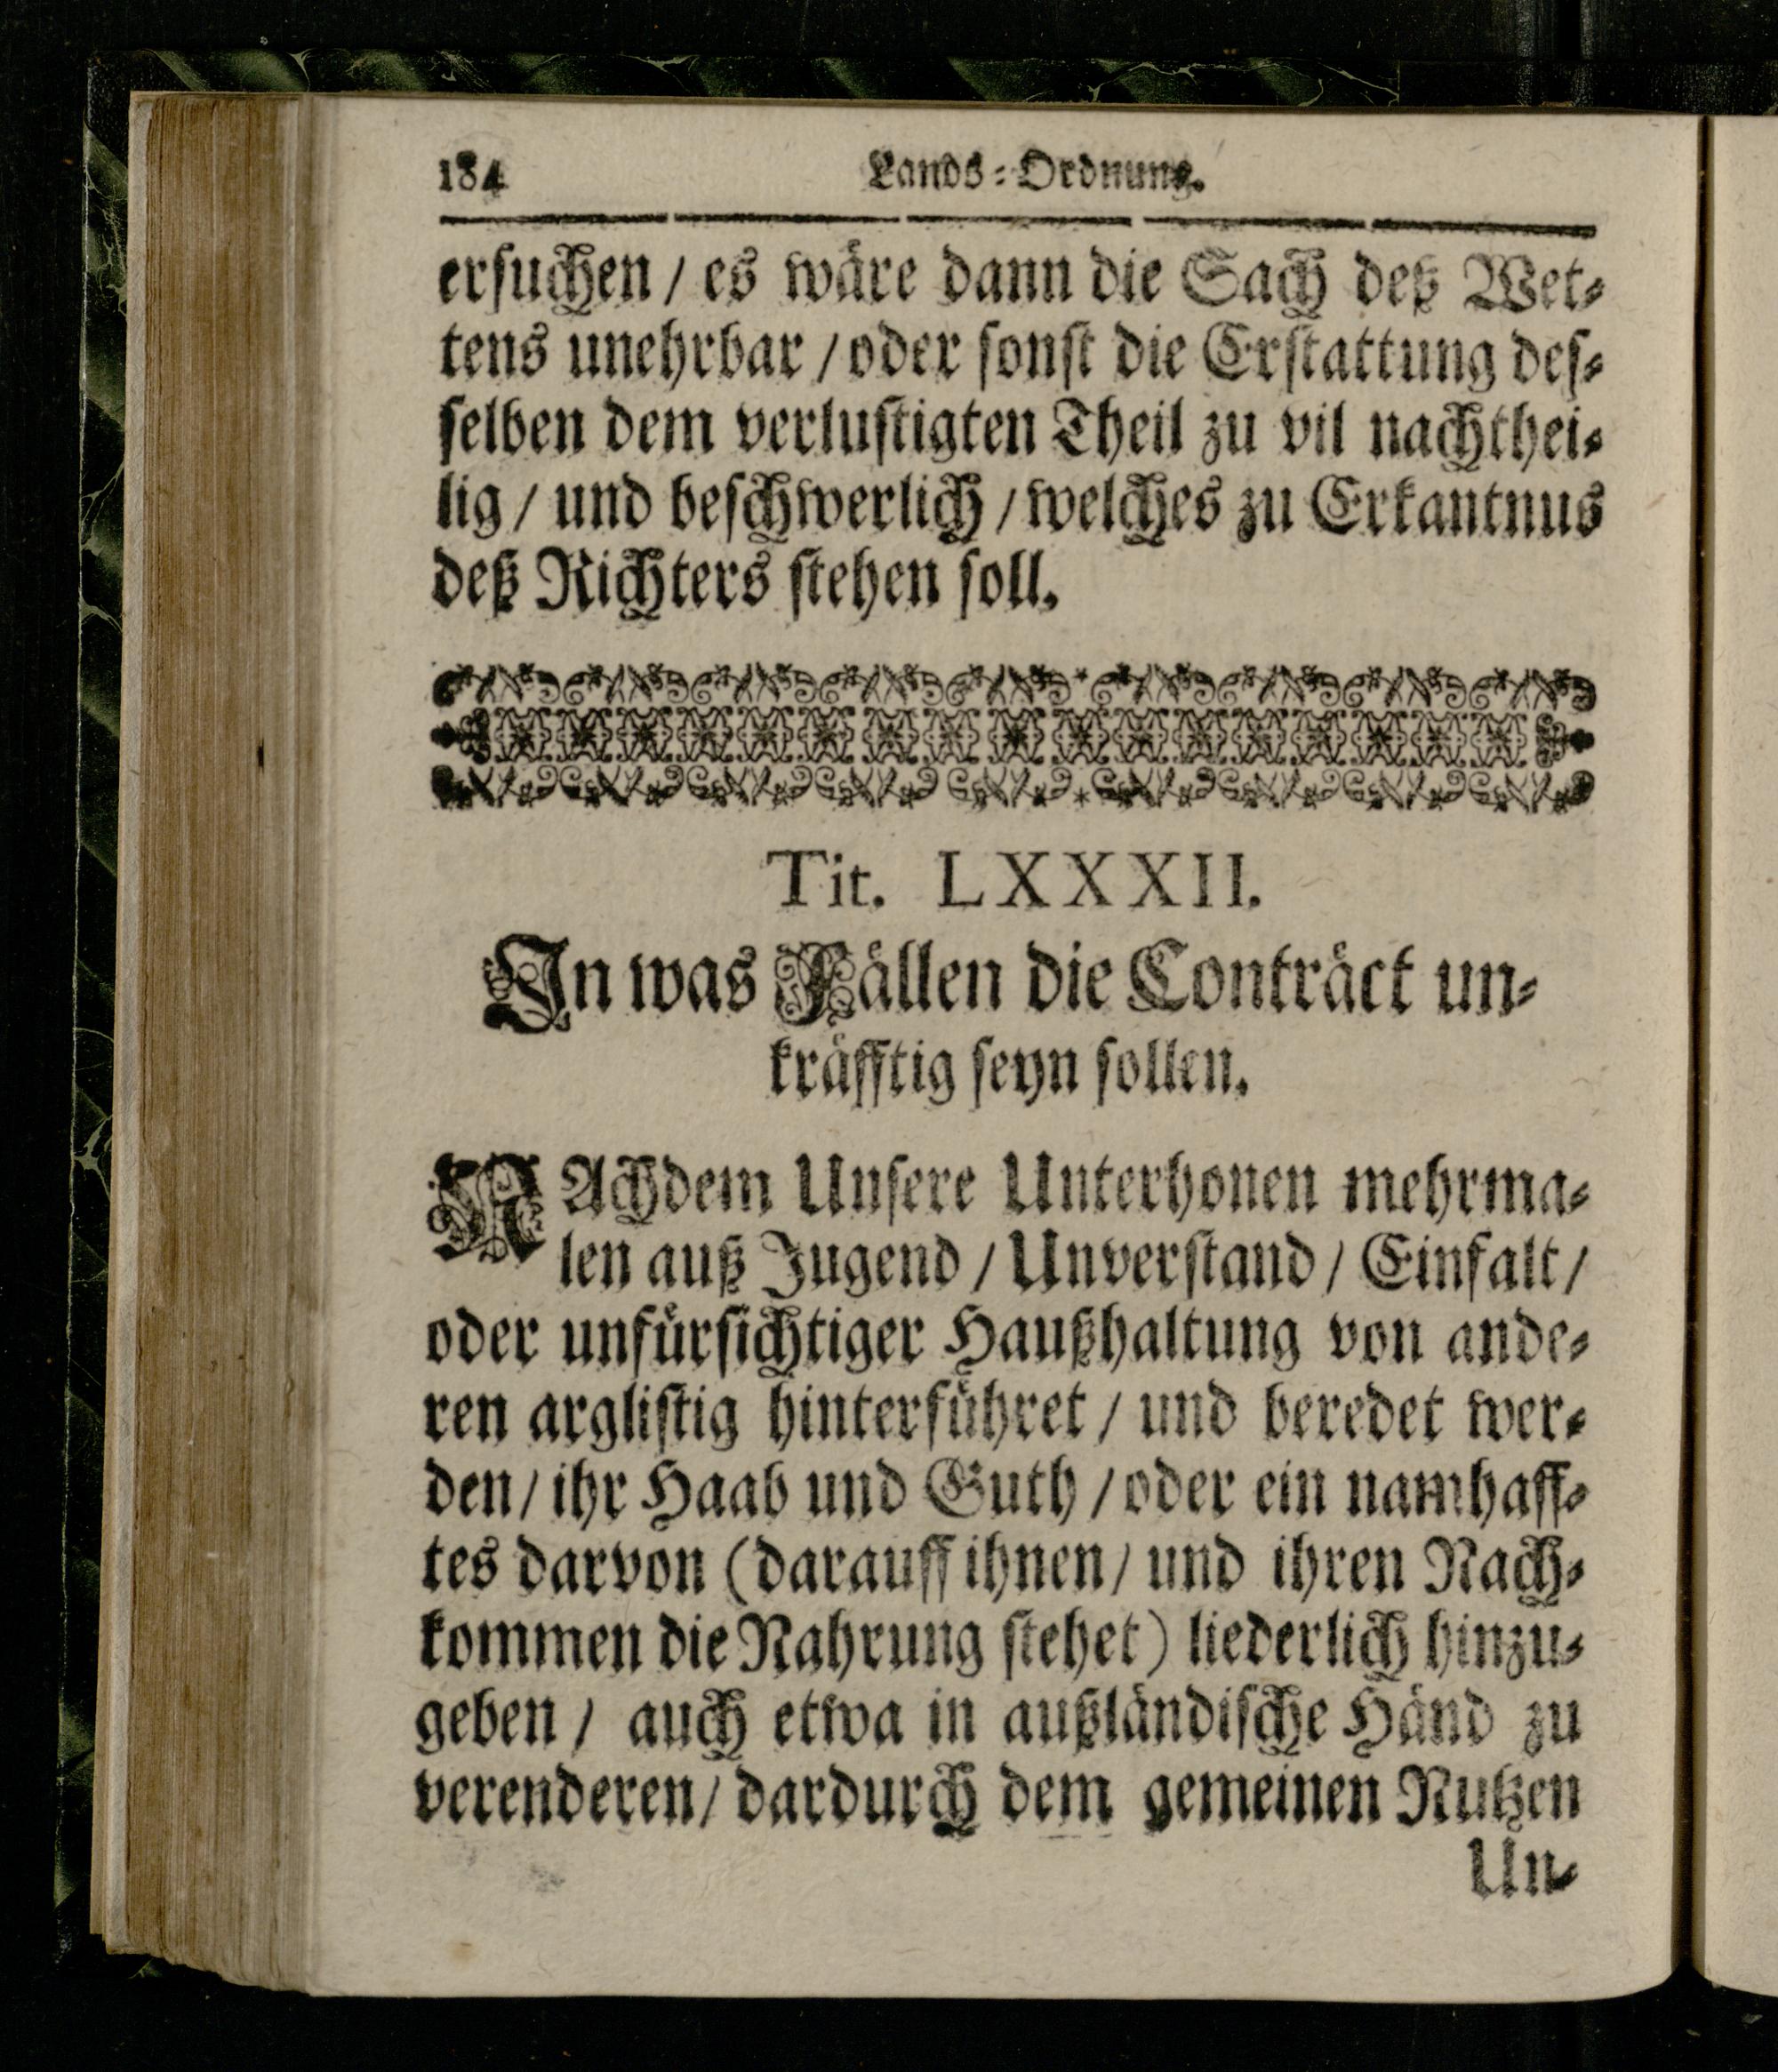 184 Lands-Ordnung.
ersuchen / es wäre dann die Sach deß Wet-
tens unehrbar / oder sonst die Erstattung des-
selben dem verlustigten Theil zu vil nachthei-
lig / und beschwerlich / welches zu Erkantnus
deß Richters stehen soll.
Tit. LXXXII.
In was Fällen die Conträct un-
kräfftig seyn sollen.
NAchdem Unsere Unterhonen mehrma-
len auß Jugend / Unverstand / Einfalt /
oder unfürsichtiger Haußhaltung von ande-
ren arglistig hinterführet / und beredet wer-
den / ihr Haab und Guth / oder ein namhaff-
tes darvon (darauff ihnen / und ihren Nach-
kommen die Nahrung stehet) liederlich hinzu-
geben / auch etwa in außländische Händ zu
verenderen / dardurch dem gemeinen Nutzen
Un-